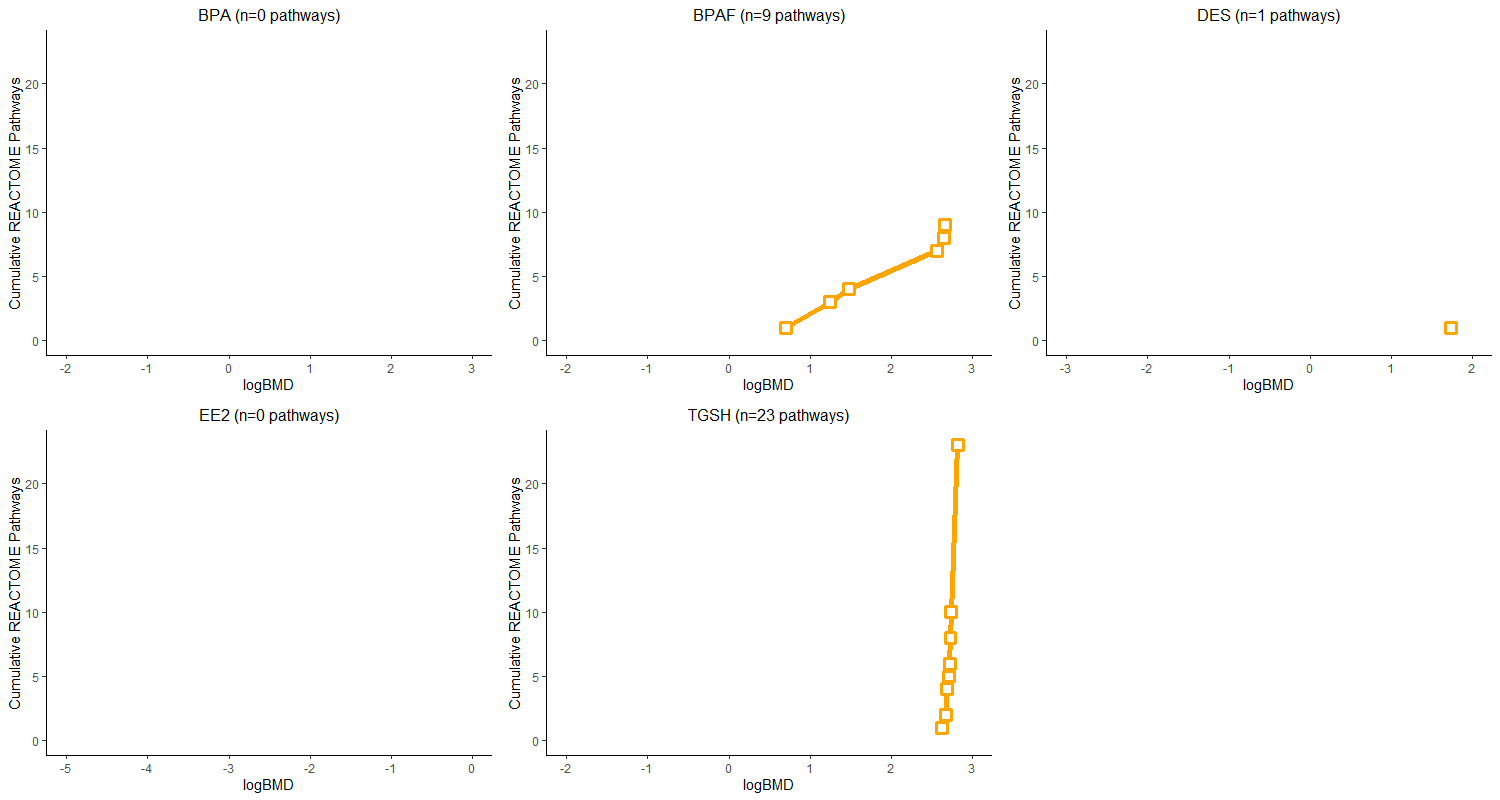 BPA (n=0 pathways)
Cumulative REACTOME Pathways
20
15
10
5
0
-2 -1 0 1 2 3
logBMD
BPAF (n=9 pathways)
Cumulative REACTOME Pathways
20
15
10
5
0
-2 -1 0 1 2 3
logBMD
DES (n=1 pathways)
Cumulative REACTOME Pathways
20
15
10
5
0
-3 -2 -1 0 1 2
logBMD
EE2 (n=0 pathways)
Cumulative REACTOME Pathways
20
15
10
5
0
-5 -4 -3 -2 -1 0
logBMD
TGSH (n=23 pathways)
Cumulative REACTOME Pathways
20
15
10
5
0
-2 -1 0 1 2 3
logBMD